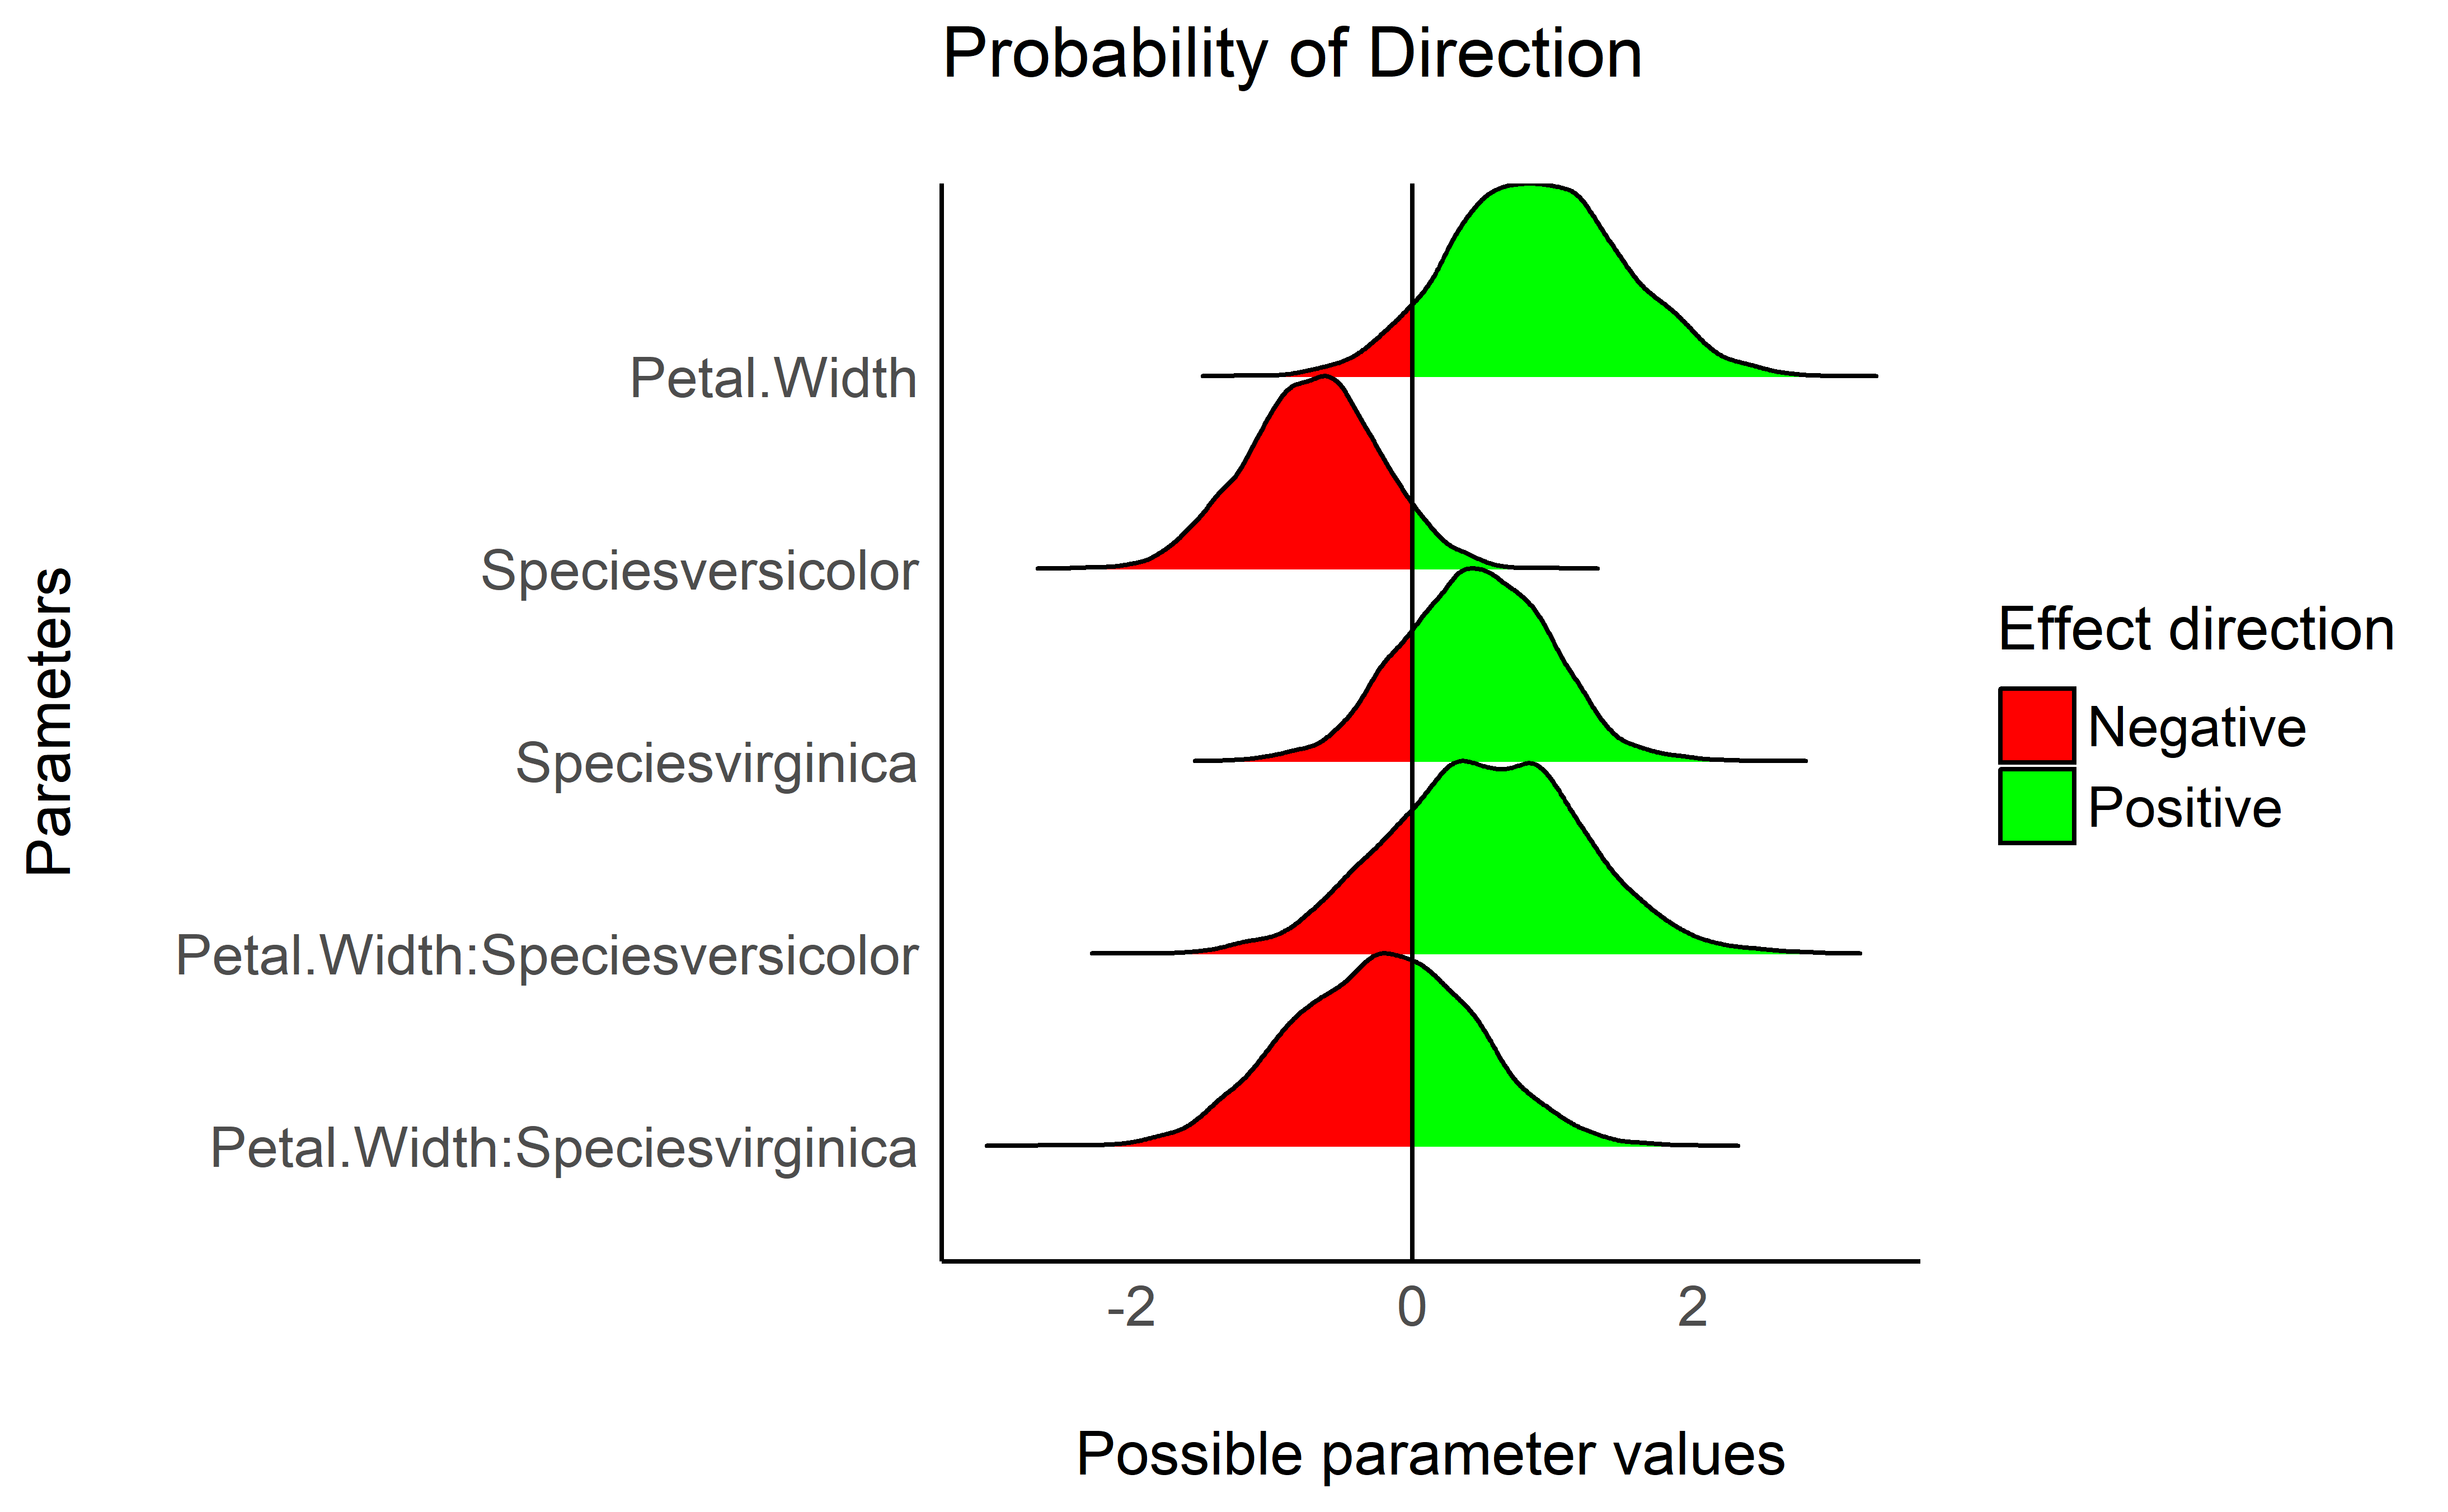 Probability of Direction
Parameters
Petal.Width
Speciesversicolor
Speciesvirginica
Petal.Width:Speciesversicolor
Petal.Width:Speciesvirginica
-2
0
2
Possible parameter values
Effect direction
Negative
Positive